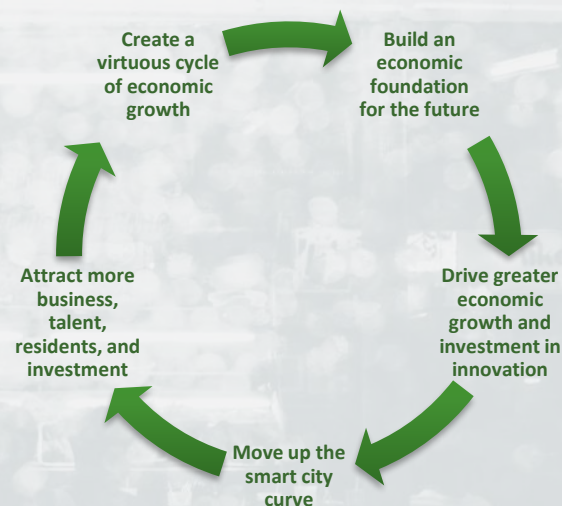 Create a
virtuous cycle
of economic
growth
Build an
economic
foundation
for the future
Drive greater
economic
growth and
investment in
innovation
Move up the
smart city
curve
Attract more
business,
talent,
residents, and
investment